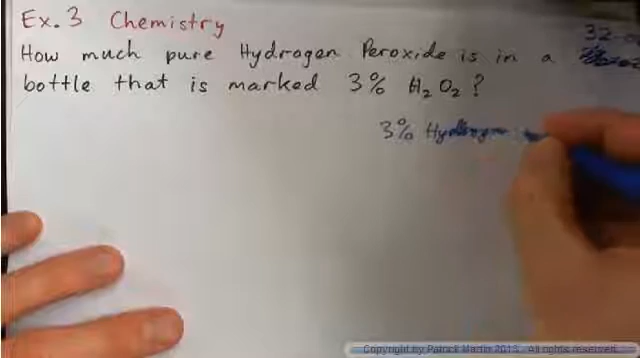 Ex. 3 Chemistry
32-o
How much pure Hydrogen Peroxide is in a
bottle that is marked 3% H₂O₂?
3% Hydrogen
Copyright by Patrick Martin 2013. All rights reserved.